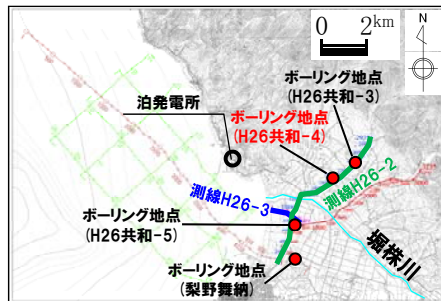 0 2km
N
ボーリング地点
(H26共和-3)
泊発電所
ボーリング地点
(H26共和-4)
測線H26-2
測線H26-3
ボーリング地点
(H26共和-5)
堀株川
ボーリング地点
(梨野舞納)